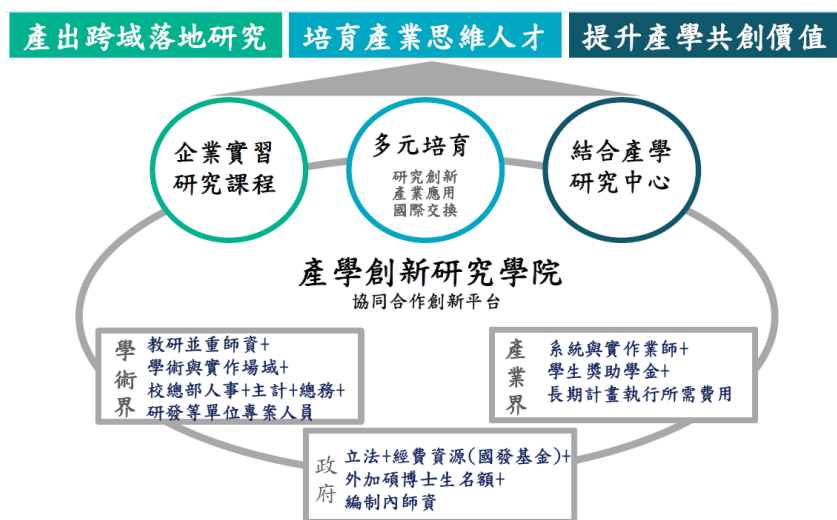 產出跨域落地研究
培育產業思維人才
提升產學共創價值
企業實習
研究課程
多元培育
研究創新
產業應用
國際交換
結合產學
研究中心
產學創新研究學院
協同合作創新平台
學術界
教研並重師資+
學術與實作場域+
校總部人事+主計+總務+
研發等單位專案人員
產業界
系統與實作業師+
學生獎助學金+
長期計畫執行所需費用
政府
立法+經費資源(國發基金)+
外加碩博士生名額+
編制內師資